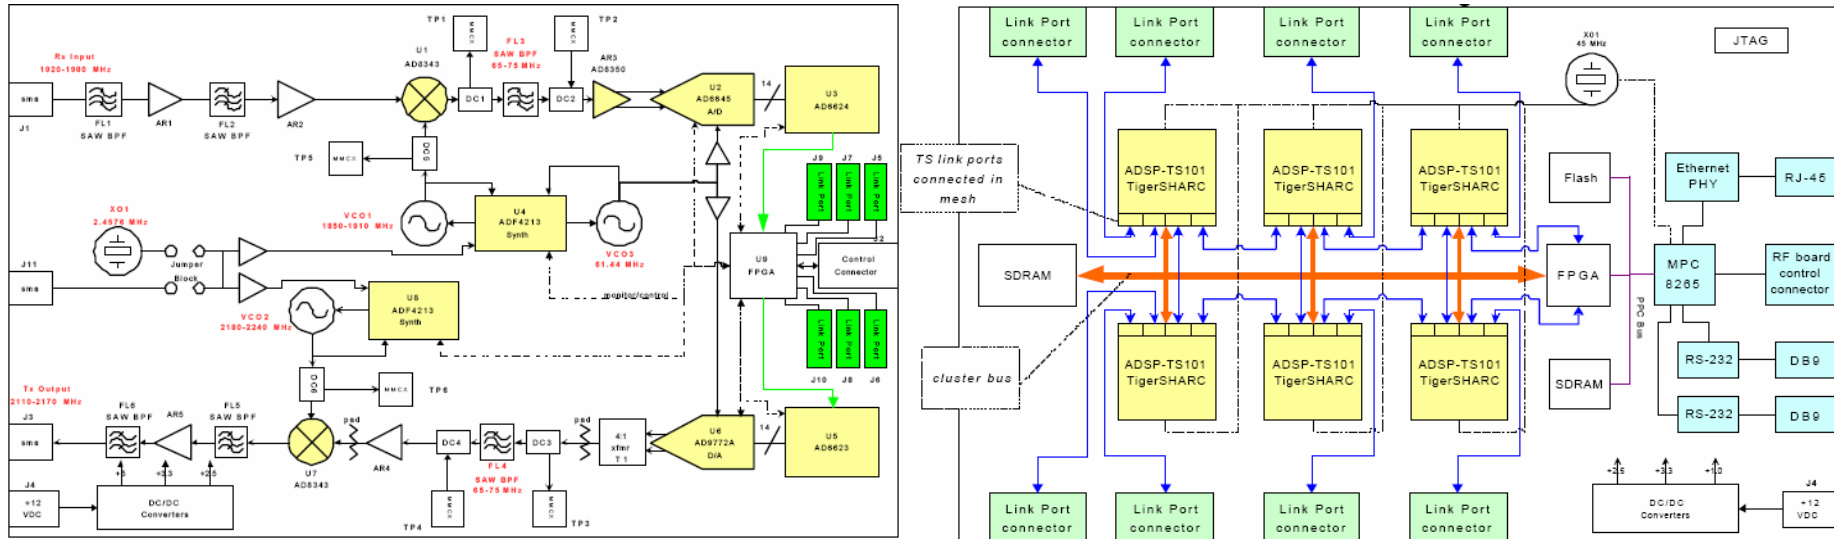 Rx Input
1920-1980 MHz
sma
J1
FL1
SAW BPF
AR1
FL2
SAW BPF
AR2
U1
AD8343
TP1
MMCX
DC1
FL3
SAW BPF
65-75 MHz
TP2
MMCX
DC2
AR3
AD8350
U2
AD6645
A/D
14
U3
AD6624
TP5
MMCX
DC6
XO1
2.4576 MHz
J11
sma
Jumper
Block
VCO1
1850-1910 MHz
U4
ADF4213
Synth
VCO3
61.44 MHz
VCO2
2180-2240 MHz
U8
ADF4213
Synth
monitor/control
J9
J7
J5
Link Port
Link Port
Link Port
U9
FPGA
J2
Control
Connector
Link Port
Link Port
Link Port
J10
J8
J6
DC6
MMCX
TP6
Tx Output
2110-2170 MHz
J3
sma
FL6
SAW BPF
AR5
FL5
SAW BPF
U7
AD8343
pad
AR4
DC4
FL4
SAW BPF
65-75 MHz
DC3
pad
4:1
xfmr
T1
U6
AD9772A
D/A
14
U5
AD6623
MMCX
TP4
MMCX
TP3
J4
+12
VDC
+5
+3.3
+2.5
DC/DC
Converters
Link Port
connector
Link Port
connector
Link Port
connector
Link Port
connector
XO1
45 MHz
JTAG
TS link ports
connected in
mesh
ADSP-TS101
TigerSHARC
ADSP-TS101
TigerSHARC
ADSP-TS101
TigerSHARC
Flash
Ethernet
PHY
RJ-45
SDRAM
FPGA
MPC
8265
RF board
control
connector
PPC Bus
cluster bus
ADSP-TS101
TigerSHARC
ADSP-TS101
TigerSHARC
ADSP-TS101
TigerSHARC
SDRAM
RS-232
DB9
RS-232
DB9
Link Port
connector
Link Port
connector
Link Port
connector
Link Port
connector
+2.5
+3.3
+1.0
DC/DC
Converters
J4
+12
VDC